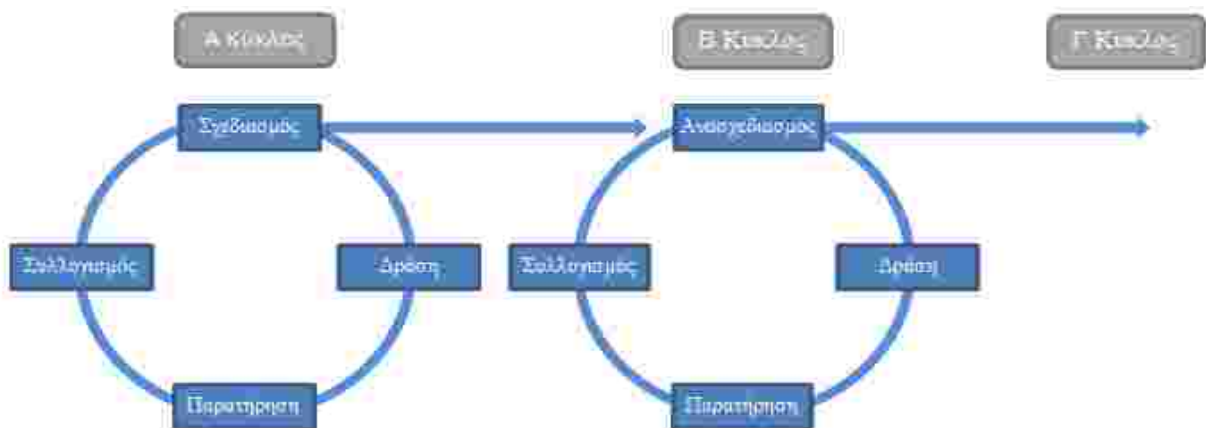 Α Κύκλος
Β Κύκλος
Γ Κύκλος
Σχεδιασμός
Ανασχεδιασμός
Συλλογισμός
Δράση
Συλλογισμός
Δράση
Παρατήρηση
Παρατήρηση